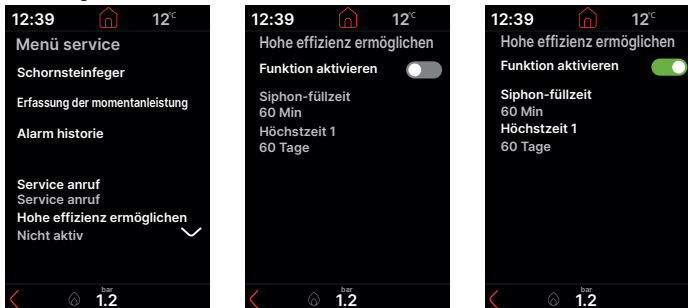 12:39 12°C
Menü service
Schornsteinfeger
Erfassung der momentanleistung
Alarm historie
Service anruf
Service anruf
Hohe effizienz ermöglichen
Nicht aktiv
bar
1.2
12:39 12°C
Hohe effizienz ermöglichen
Funktion aktivieren
Siphon-füllzeit
60 Min
Höchstzeit 1
60 Tage
bar
1.2
12:39 12°C
Hohe effizienz ermöglichen
Funktion aktivieren
Siphon-füllzeit
60 Min
Höchstzeit 1
60 Tage
bar
1.2